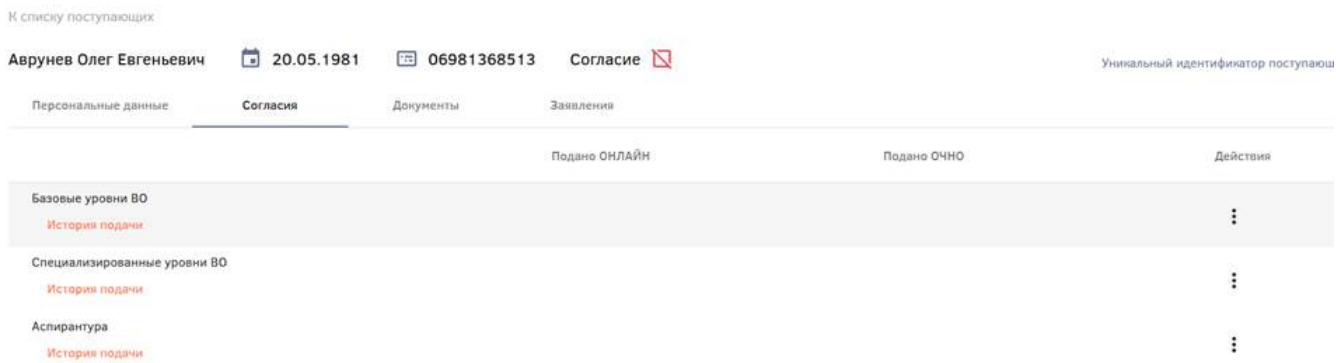 К списку поступающих
Аврунев Олег Евгеньевич 20.05.1981 06981368513 Согласие
Уникальный идентификатор
Персональные данные Согласия Документы Заявления
Подано ОНЛАЙН Подано ОЧНО Действия
Базовые уровни ВО
История подачи
Специализированные уровни ВО
История подачи
Аспирантура
История подачи